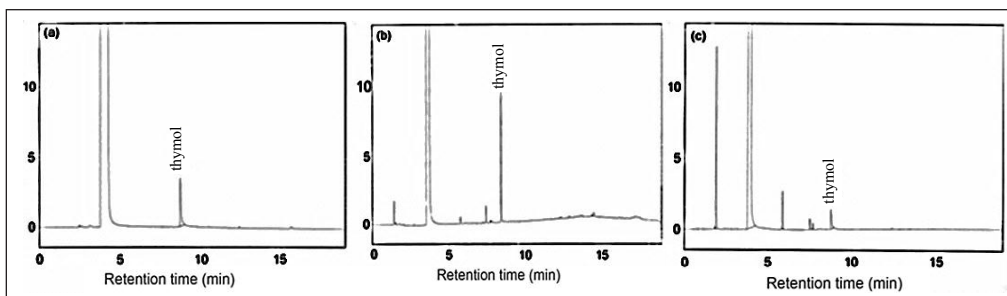 (a)
thymol
10
5
0
0 5 10 15
Retention time (min)
(b)
thymol
10
5
0
0 5 10 15
Retention time (min)
(c)
thymol
10
5
0
0 5 10 15
Retention time (min)